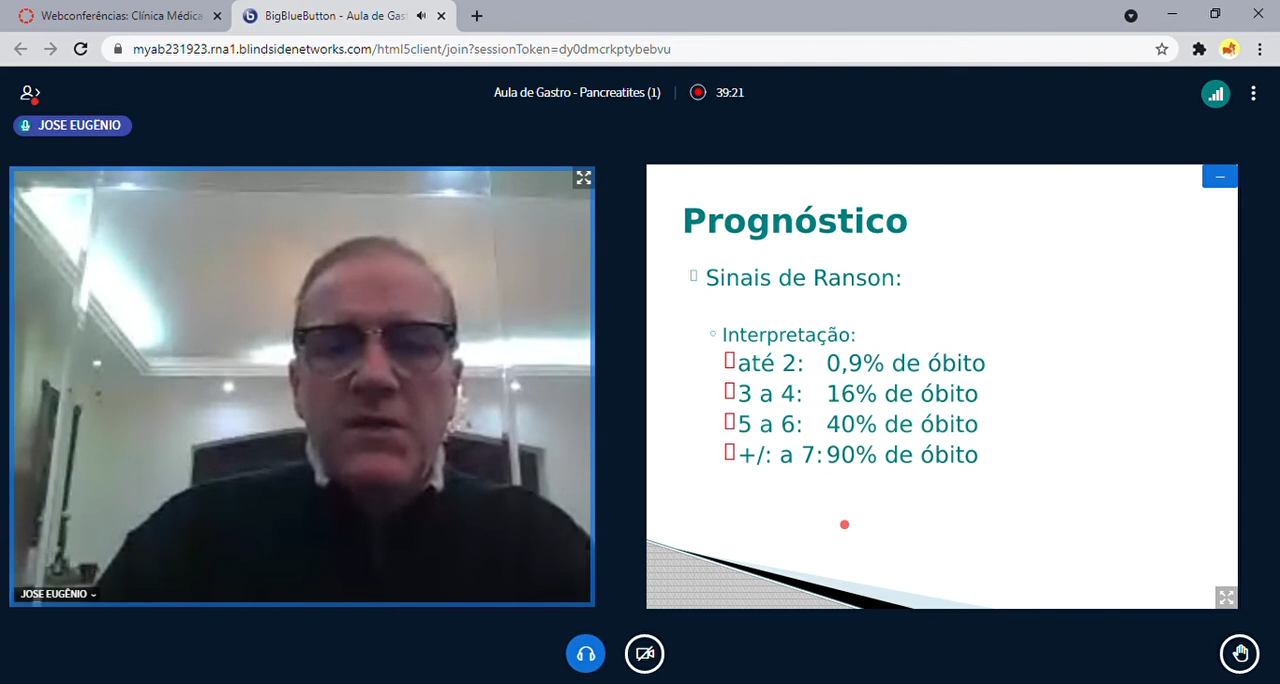 Webconferências: Clínica Médica
BigBlueButton - Aula de Gas
myab231923.rna1.blindsidenetworks.com/html5client/join?sessionToken=dy0dmcrkptybebvu
Aula de Gastro - Pancreatites (1)
39:21
JOSE EUGÊNIO
Prognóstico
Sinais de Ranson:
Interpretação:
até 2: 0,9% de óbito
3 a 4: 16% de óbito
5 a 6: 40% de óbito
+/: a 7: 90% de óbito
JOSE EUGÊNIO